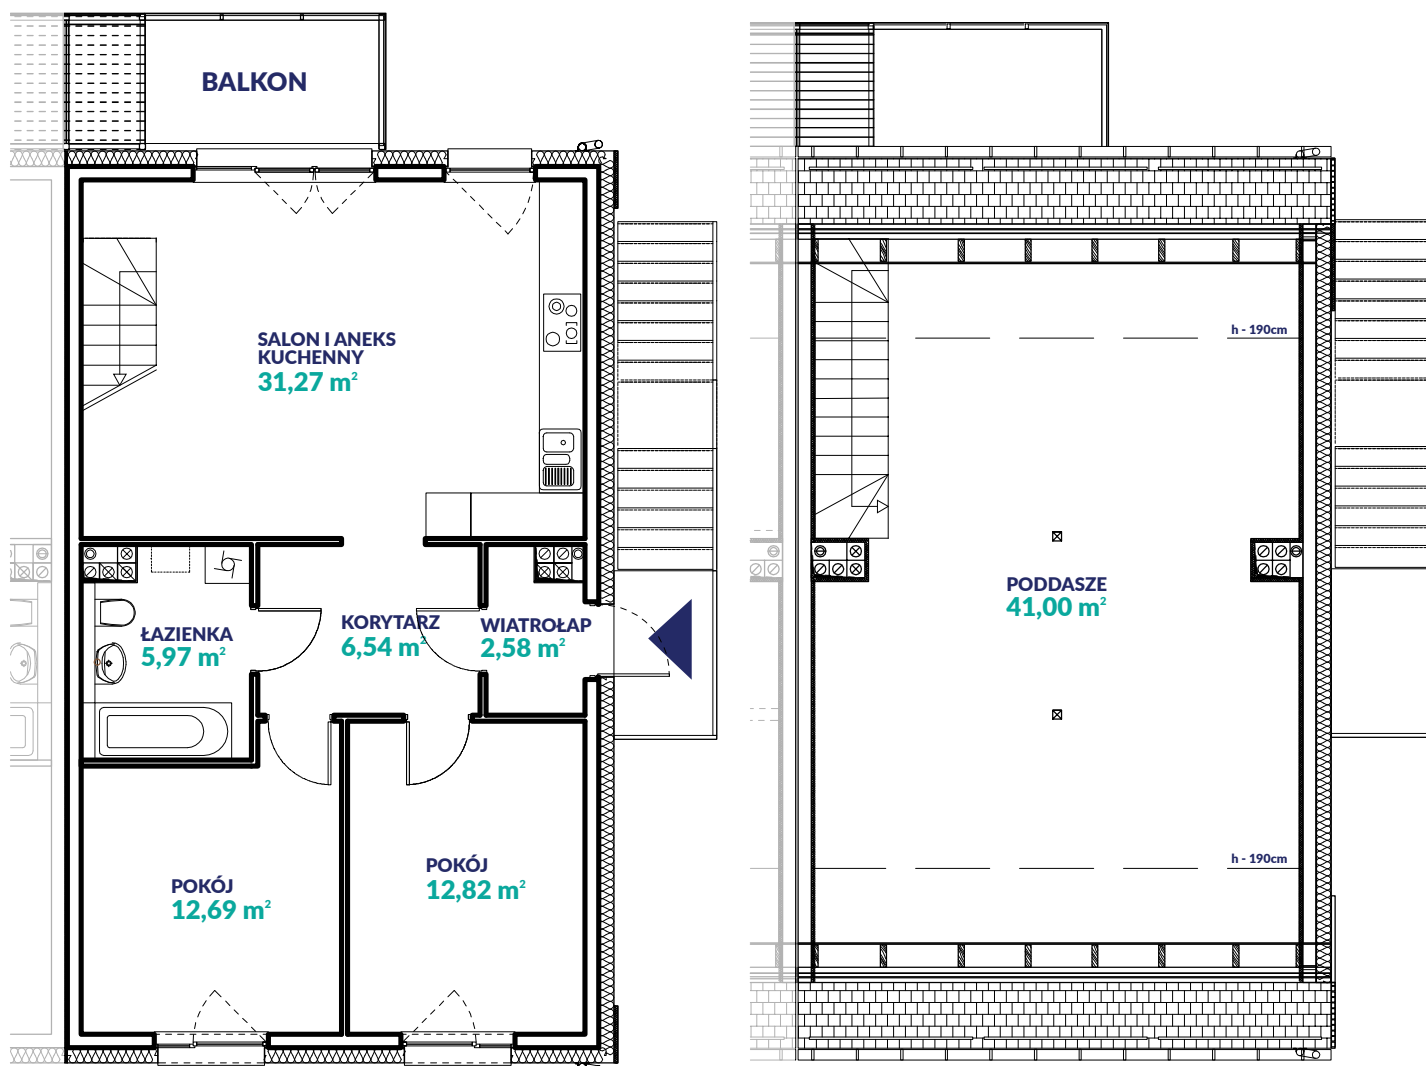 BALKON
SALON I ANEKS
KUCHENNY
31,27 m²
ŁAZIENKA
5,97 m²
KORYTARZ
6,54 m²
WIATROŁAP
2,58 m²
POKÓJ
12,69 m²
POKÓJ
12,82 m²
h - 190cm
PODDASZE
41,00 m²
h - 190cm